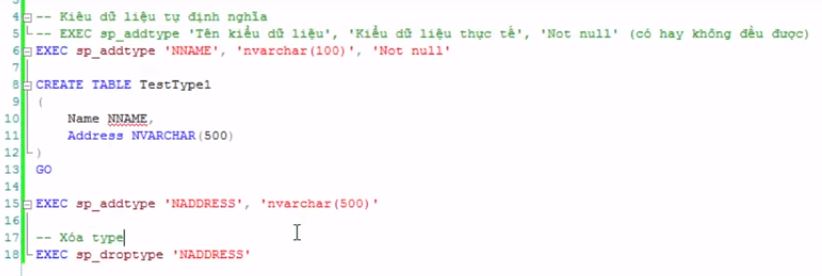 4 -- Kiểu dữ liệu tự định nghĩa
5 -- EXEC sp_addtype 'Tên kiểu dữ liệu', 'Kiểu dữ liệu thực tế', 'Not null' (có hay không đều được)
6 EXEC sp_addtype 'NNAME', 'nvarchar(100)', 'Not null'
7
8 CREATE TABLE TestType1
9 (
10 Name NNAME,
11 Address NVARCHAR(500)
12 )
13 GO
14
15 EXEC sp_addtype 'NADDRESS', 'nvarchar(500)'
16
17 -- Xóa type
18 EXEC sp_droptype 'NADDRESS'